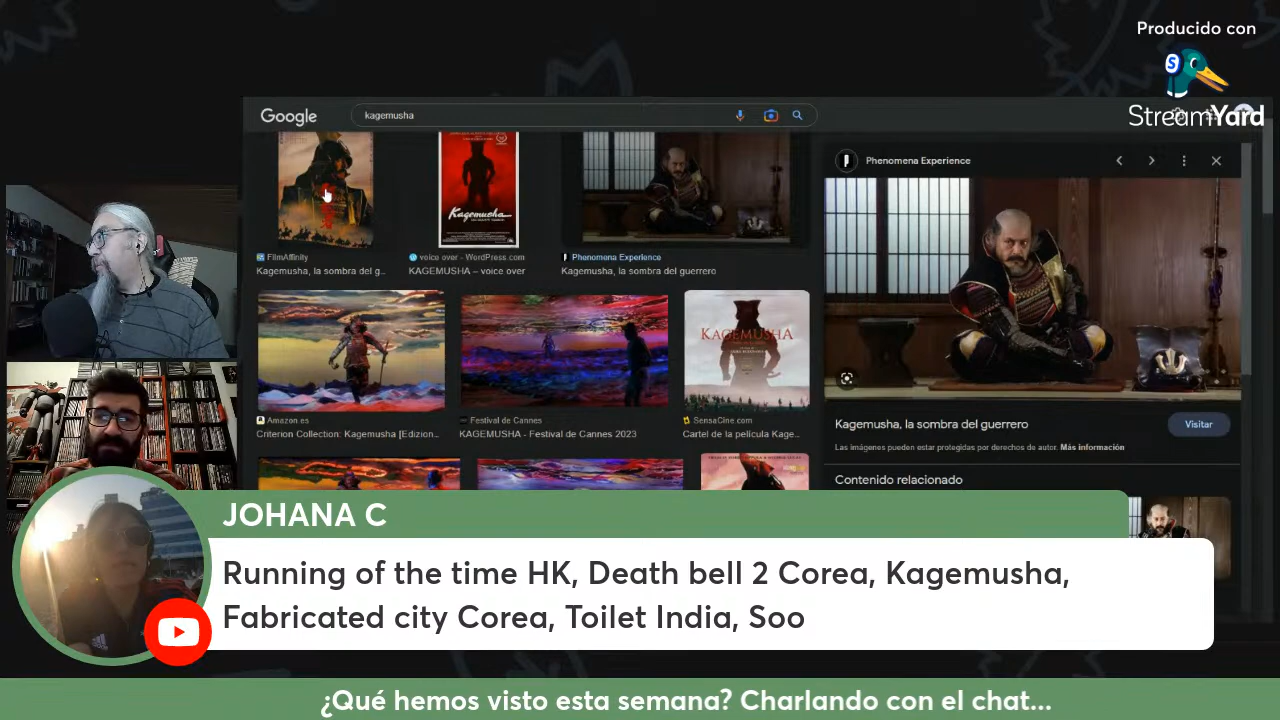 Producido con
StreamYard
Google
kagemusha
Phenomena Experience
Kagemusha
FilmAffinity
voice over - WordPress.com
Phenomena Experience
Kagemusha, la sombra del g...
KAGEMUSHA – voice over
Kagemusha, la sombra del guerrero
KAGEMUSHA
Amazon.es
Festival de Cannes
SensaCine.com
Criterion Collection: Kagemusha [Edizion...
KAGEMUSHA - Festival de Cannes 2023
Cartel de la película Kage...
Kagemusha, la sombra del guerrero
Visitar
Las imágenes pueden estar protegidas por derechos de autor. Más información
Contenido relacionado
JOHANA C
Running of the time HK, Death bell 2 Corea, Kagemusha,
Fabricated city Corea, Toilet India, Soo
¿Qué hemos visto esta semana? Charlando con el chat...